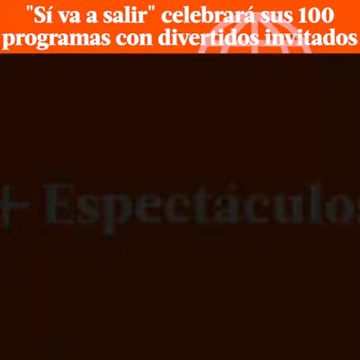 "Sí va a salir" celebrará sus 100
programas con divertidos invitados
+ Espectáculos